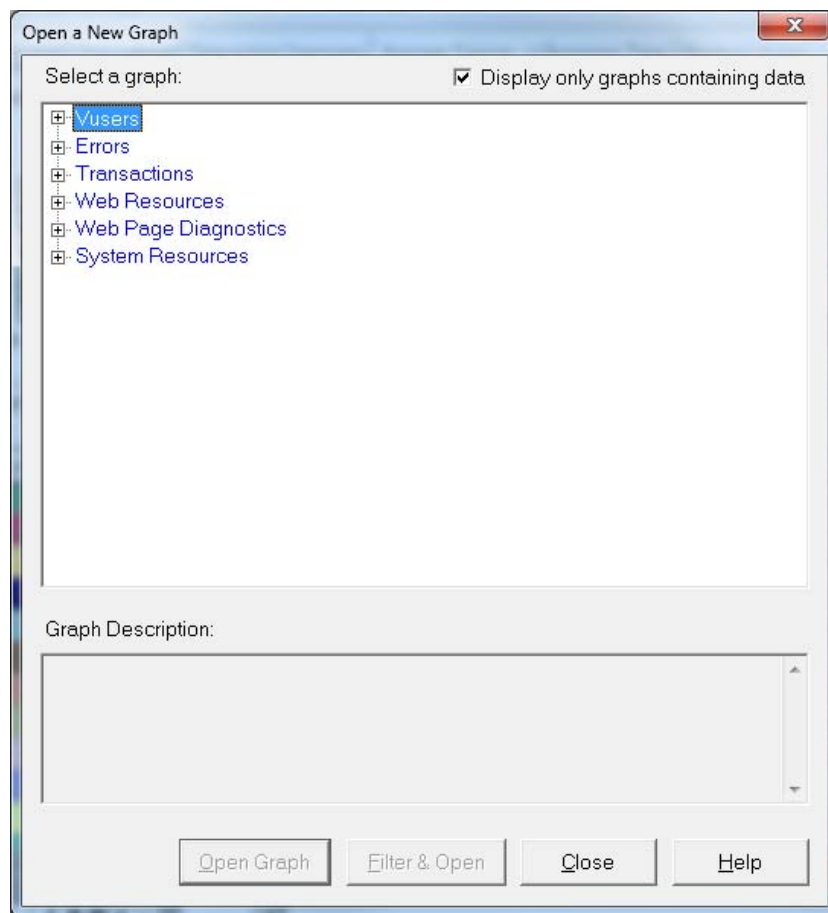 Open a New Graph
Select a graph: Display only graphs containing data
Vusers
Errors
Transactions
Web Resources
Web Page Diagnostics
System Resources
Graph Description:
Open Graph Filter & Open Close Help